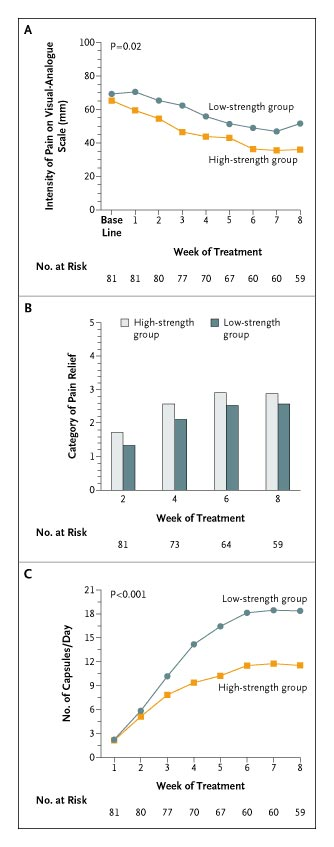 A
P=0.02
Intensity of Pain on Visual-Analogue
Scale (mm)
100
80
60
40
20
0
Low-strength group
High-strength group
Base
Line
1 2 3 4 5 6 7 8
Week of Treatment
No. at Risk
81 81 80 77 70 67 60 60 59
B
High-strength
group
Low-strength
group
Category of Pain Relief
5
4
3
2
1
0
2 4 6 8
Week of Treatment
No. at Risk
81 73 64 59
C
P<0.001
No. of Capsules/Day
21
18
15
12
9
6
3
0
Low-strength group
High-strength group
1 2 3 4 5 6 7 8
Week of Treatment
No. at Risk
81 80 77 70 67 60 60 59